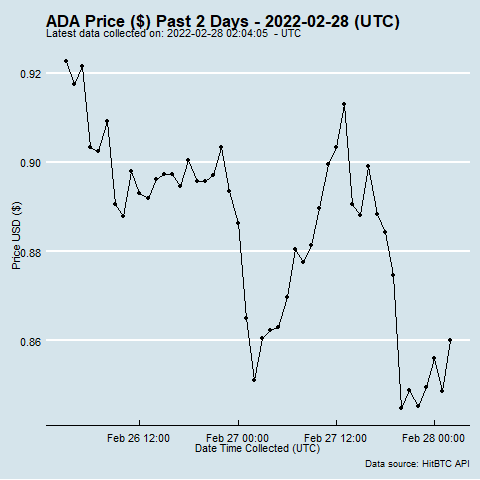 ADA Price ($) Past 2 Days - 2022-02-28 (UTC)
Latest data collected on: 2022-02-28 02:04:05 - UTC
0.92
0.90
0.88
0.86
Price USD ($)
Feb 26 12:00
Feb 27 00:00
Feb 27 12:00
Feb 28 00:00
Date Time Collected (UTC)
Data source: HitBTC API